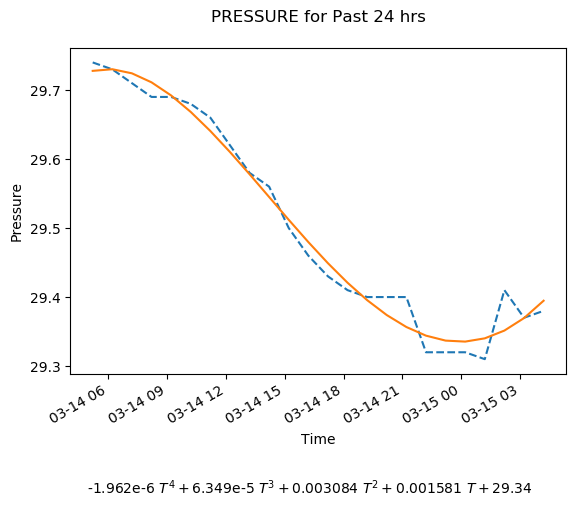 PRESSURE for Past 24 hrs
29.7
29.6
29.5
29.4
29.3
Pressure
03-14 06 03-14 09 03-14 12 03-14 15 03-14 18 03-14 21 03-15 00 03-15 03
Time
-1.962e-6 T⁴ + 6.349e-5 T³ + 0.003084 T² + 0.001581 T + 29.34